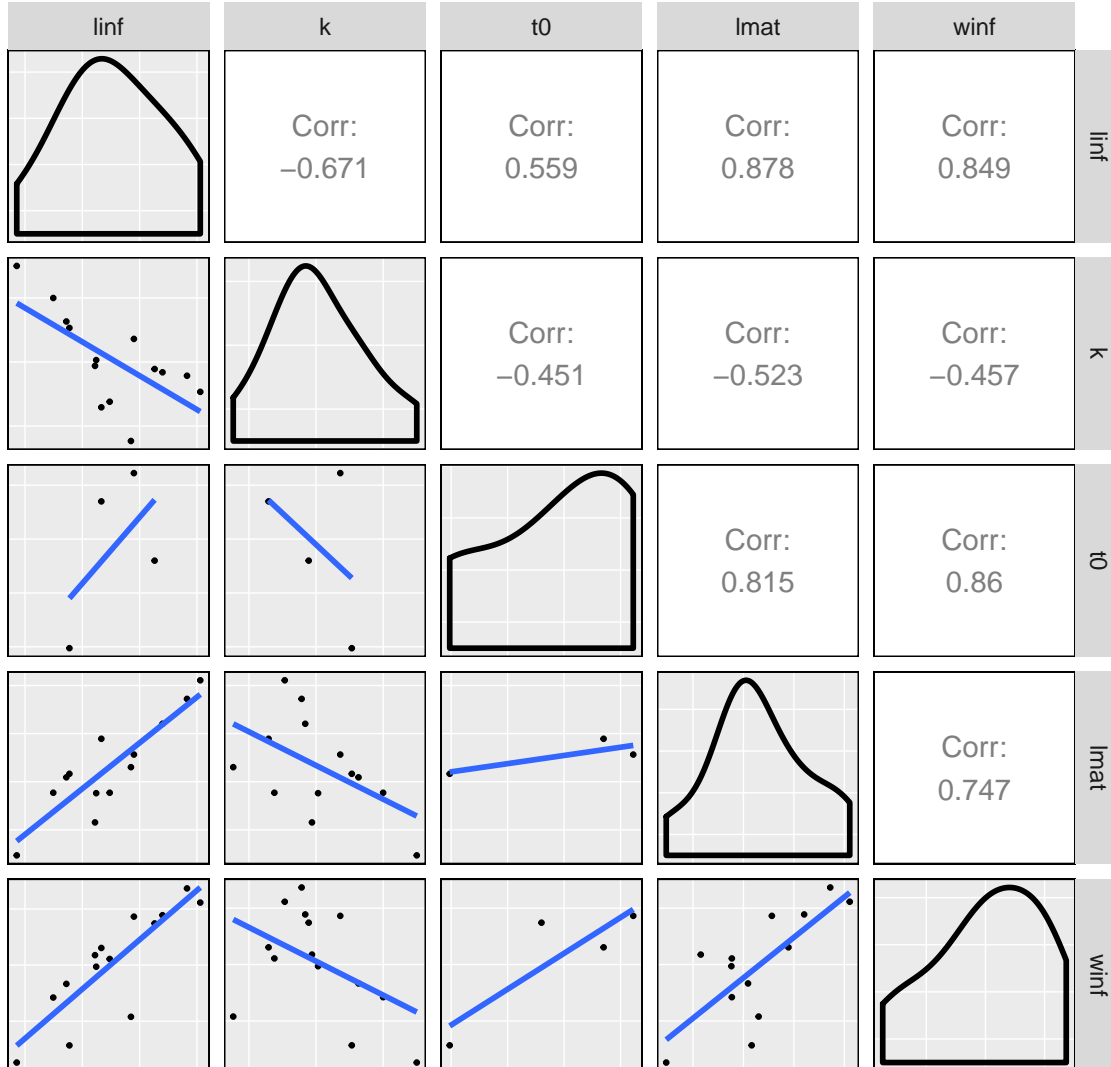 linf
k
t0
lmat
winf
Corr:
−0.671
Corr:
0.559
Corr:
0.878
Corr:
0.849
linf
Corr:
−0.451
Corr:
−0.523
Corr:
−0.457
k
Corr:
0.815
Corr:
0.86
t0
Corr:
0.747
lmat
winf